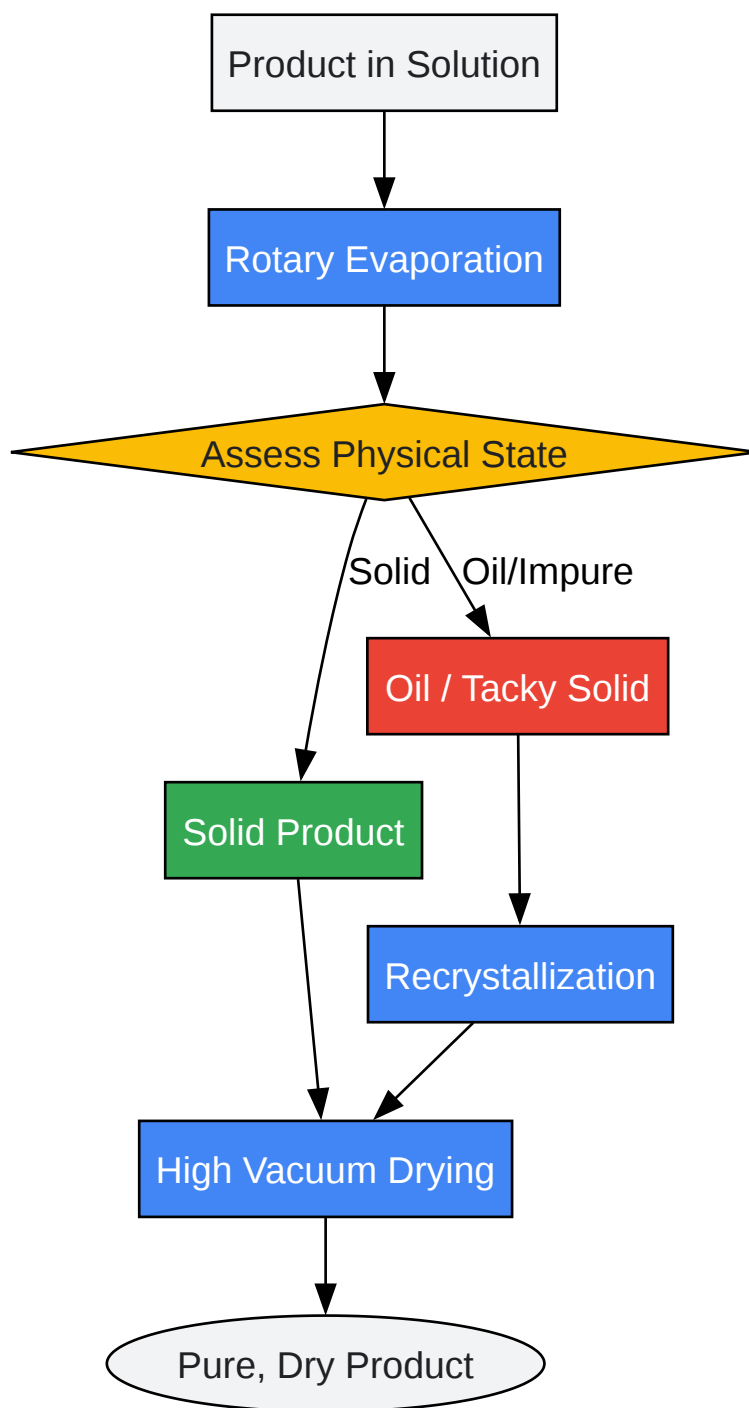 Product in Solution
Rotary Evaporation
Assess Physical State
Solid
Oil/Impure
Oil / Tacky Solid
Solid Product
Recrystallization
High Vacuum Drying
Pure, Dry Product